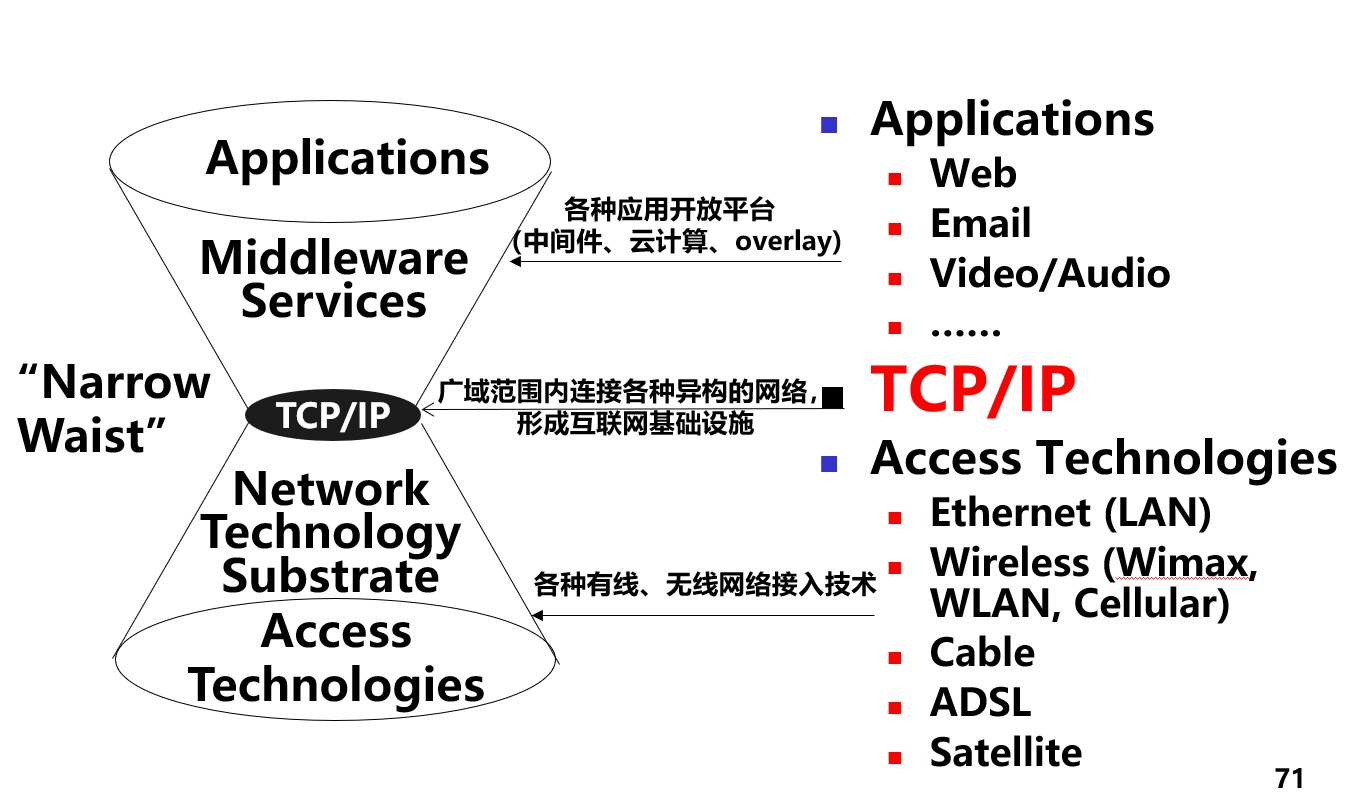 Applications
Middleware
Services
“Narrow
Waist”
TCP/IP
Network
Technology
Substrate
Access
Technologies
各种应用开放平台
(中间件、云计算、overlay)
广域范围内连接各种异构的网络，
形成互联网基础设施
各种有线、无线网络接入技术
Applications
Web
Email
Video/Audio
……
TCP/IP
Access Technologies
Ethernet (LAN)
Wireless (Wimax,
WLAN, Cellular)
Cable
ADSL
Satellite
71